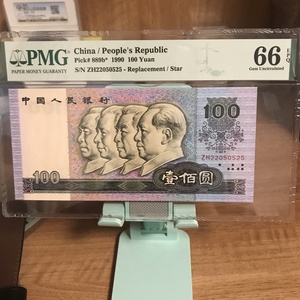 PMG
PAPER MONEY GUARANTY
China / People's Republic
Pick# 889b* 1990 100 Yuan
S/N ZH22050525 - Replacement / Star
66 EPQ
Gem Uncirculated
中国人民银行
100
ZH22050525
100
壹佰圆